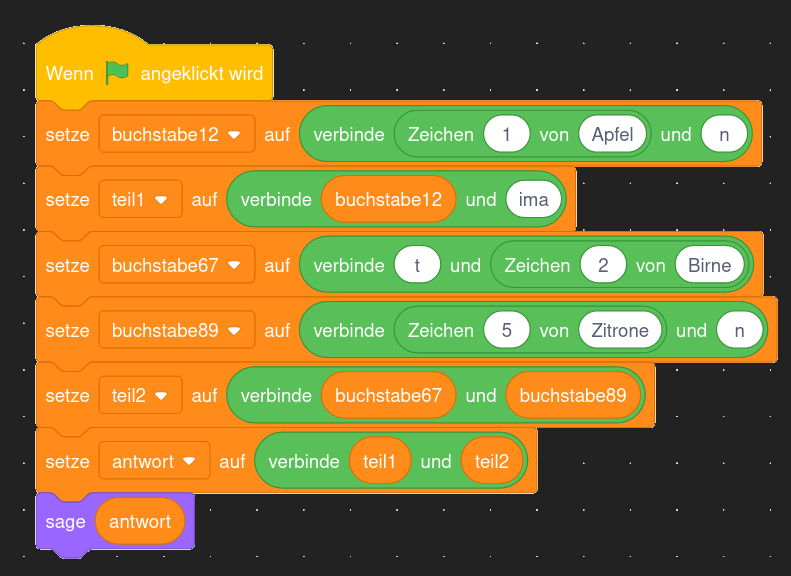 Wenn angeklickt wird
setze buchstabe12 auf verbinde Zeichen 1 von Apfel und n
setze teil1 auf verbinde buchstabe12 und ima
setze buchstabe67 auf verbinde t und Zeichen 2 von Birne
setze buchstabe89 auf verbinde Zeichen 5 von Zitrone und n
setze teil2 auf verbinde buchstabe67 und buchstabe89
setze antwort auf verbinde teil1 und teil2
sage antwort